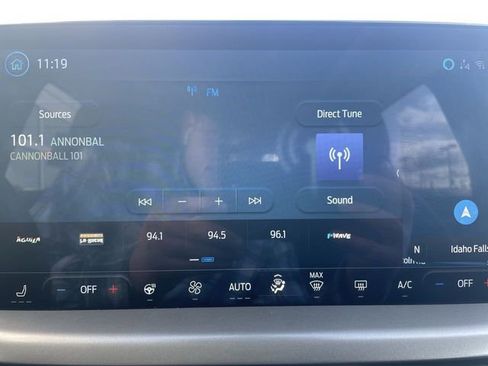 11:19
FM
Sources
Direct Tune
101.1 ANNONBAL
CANNONBALL 101
Sound
ÁGUILA
94.1
94.5
96.1
N
Idaho Falls
OFF
AUTO
MAX
A/C
OFF